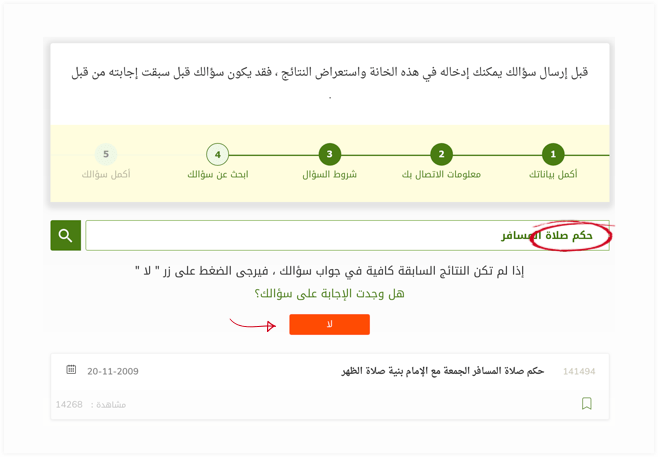 قبل إرسال سؤالك يمكنك إدخاله في هذه الخانة واستعراض النتائج ، فقد يكون سؤالك قبل سبقت إجابته من قبل
.
1 2 3 4 5
أكمل بياناتك معلومات الاتصال بك شروط السؤال ابحث عن سؤالك أكمل سؤالك
حكم صلاة المسافر
إذا لم تكن النتائج السابقة كافية في جواب سؤالك ، فيرجى الضغط على زر " لا "
هل وجدت الإجابة على سؤالك؟
لا
141494 حكم صلاة المسافر الجمعة مع الإمام بنية صلاة الظهر 20-11-2009
مشاهدة : 14268